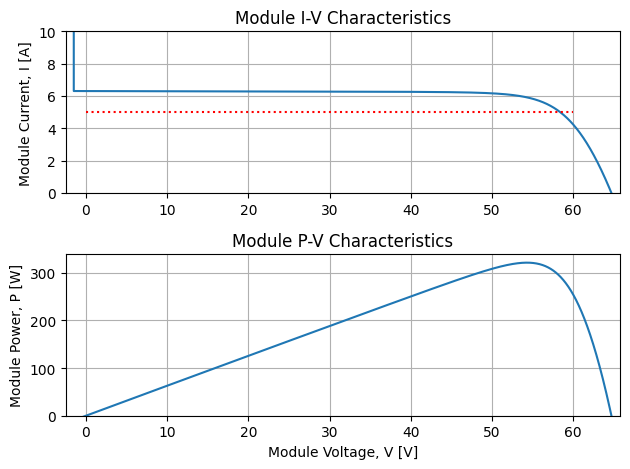 Module I-V Characteristics
Module Current, I [A]
10
8
6
4
2
0
0 10 20 30 40 50 60
Module P-V Characteristics
Module Power, P [W]
300
200
100
0
0 10 20 30 40 50 60
Module Voltage, V [V]